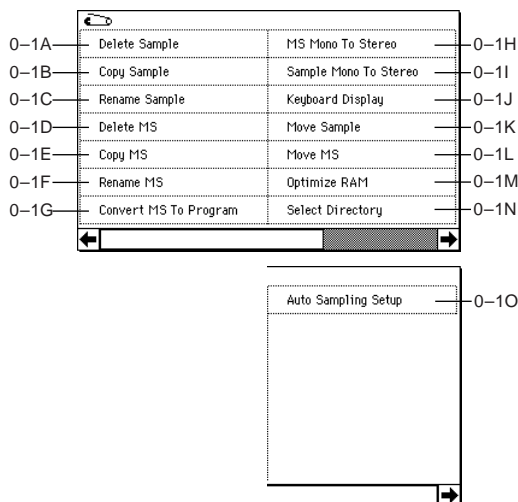 0–1A Delete Sample MS Mono To Stereo 0–1H
0–1B Copy Sample Sample Mono To Stereo 0–1I
0–1C Rename Sample Keyboard Display 0–1J
0–1D Delete MS Move Sample 0–1K
0–1E Copy MS Move MS 0–1L
0–1F Rename MS Optimize RAM 0–1M
0–1G Convert MS To Program Select Directory 0–1N
Auto Sampling Setup 0–1O